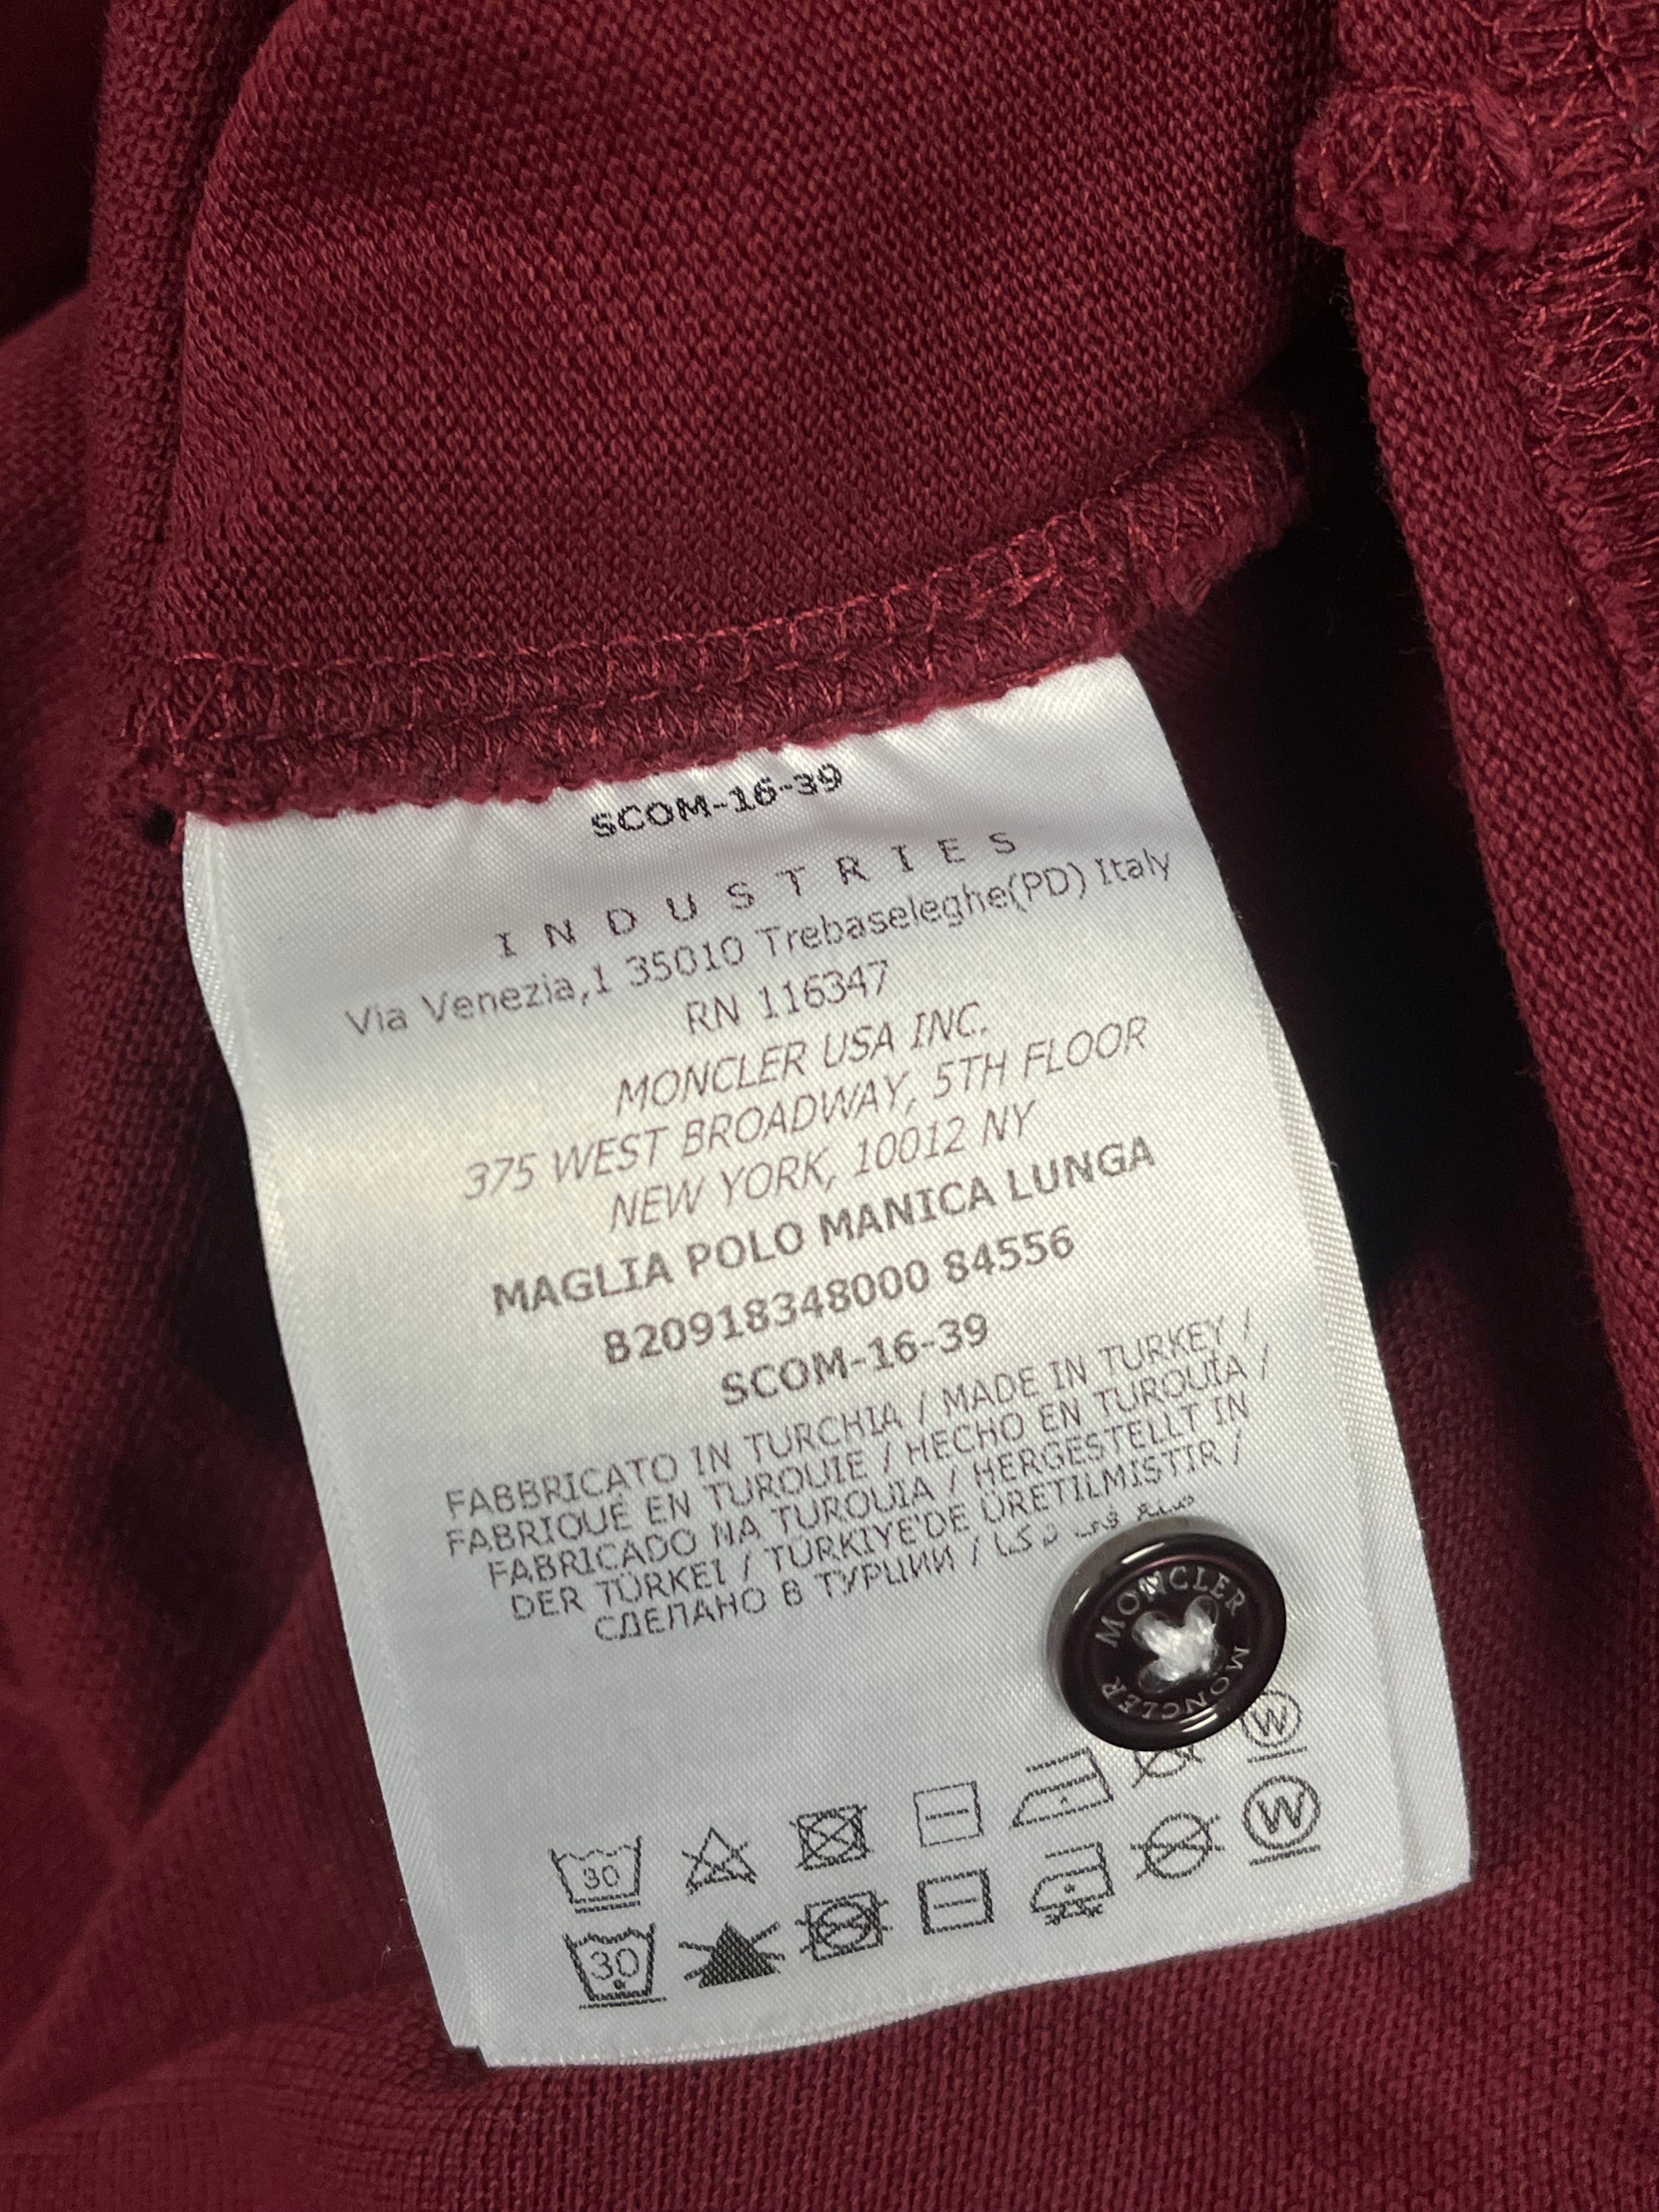 SCOM-16-39
INDUSTRIES
Via Venezia,1 35010 Trebaseleghe(PD) Italy
RN 116347
MONCLER USA INC.
375 WEST BROADWAY, 5TH FLOOR
NEW YORK, 10012 NY
MAGLIA POLO MANICA LUNGA
B20918348000 84556
SCOM-16-39
FABBRICATO IN TURCHIA / MADE IN TURKEY /
FABRIQUÉ EN TURQUIE / HECHO EN TURQUÍA /
FABRICADO NA TURQUIA / HERGESTELLT IN
DER TÜRKEI / TÜRKIYE'DE ÜRETILMISTIR /
СДЕЛАНО В ТУРЦИИ /
MONCLER
MONCLER
W
30
W
30